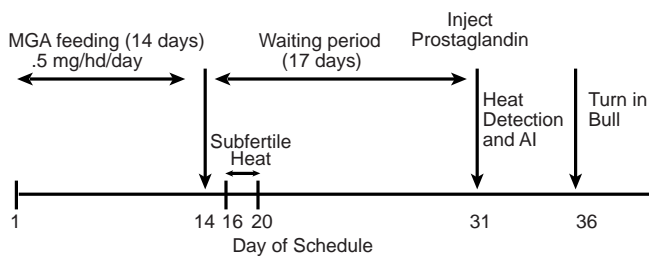 MGA feeding (14 days)
.5 mg/hd/day
Waiting period
(17 days)
Inject
Prostaglandin
Subfertile
Heat
Heat
Detection
and AI
Turn in
Bull
1
14
16
20
31
36
Day of Schedule